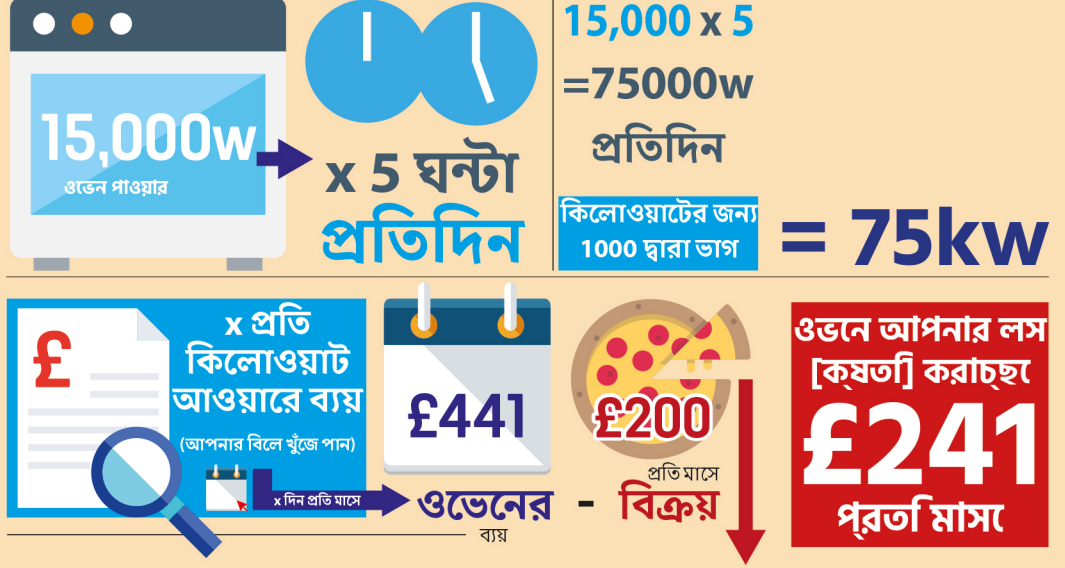 15,000w
ওভেন পাওয়ার
x 5 ঘন্টা
প্রতিদিন
15,000 x 5
=75000w
প্রতিদিন
কিলোওয়াটের জন্য
1000 দ্বারা ভাগ
= 75kw
£
x প্রতি
কিলোওয়াট
আওয়ারে ব্যয়
(আপনার বিলে খুঁজে পান)
x দিন প্রতি মাসে
£441
ওভেনের
ব্যয়
-
£200
প্রতি মাসে
বিক্রয়
ওভনে আপনার লস
[ক্ষতি] করাচ্ছে
£241
প্রতি মাসে